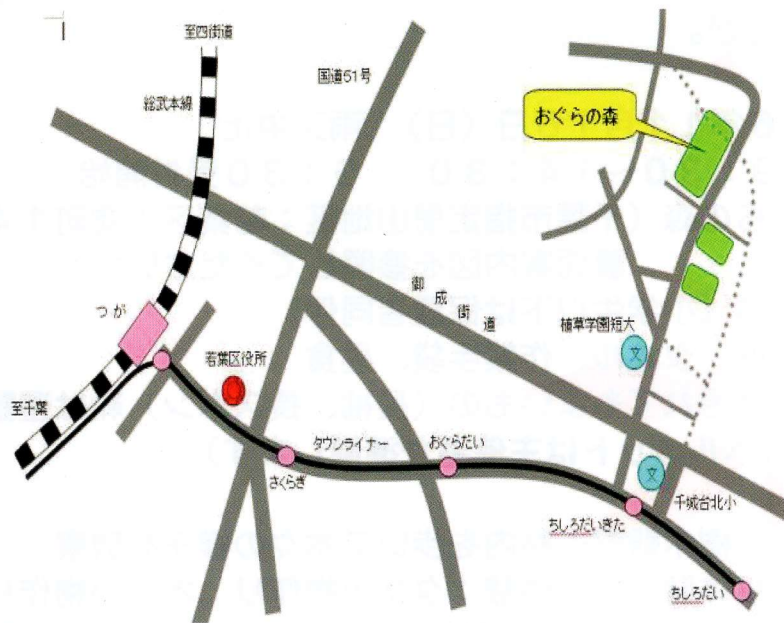 至四街道
国道51号
総武本線
おぐらの森
つが
御成街道
植草学園短大
文
若葉区役所
至千葉
タウンライナー
おぐらだい
さくらぎ
文
千城台北小
ちしろだいきた
ちしろだい